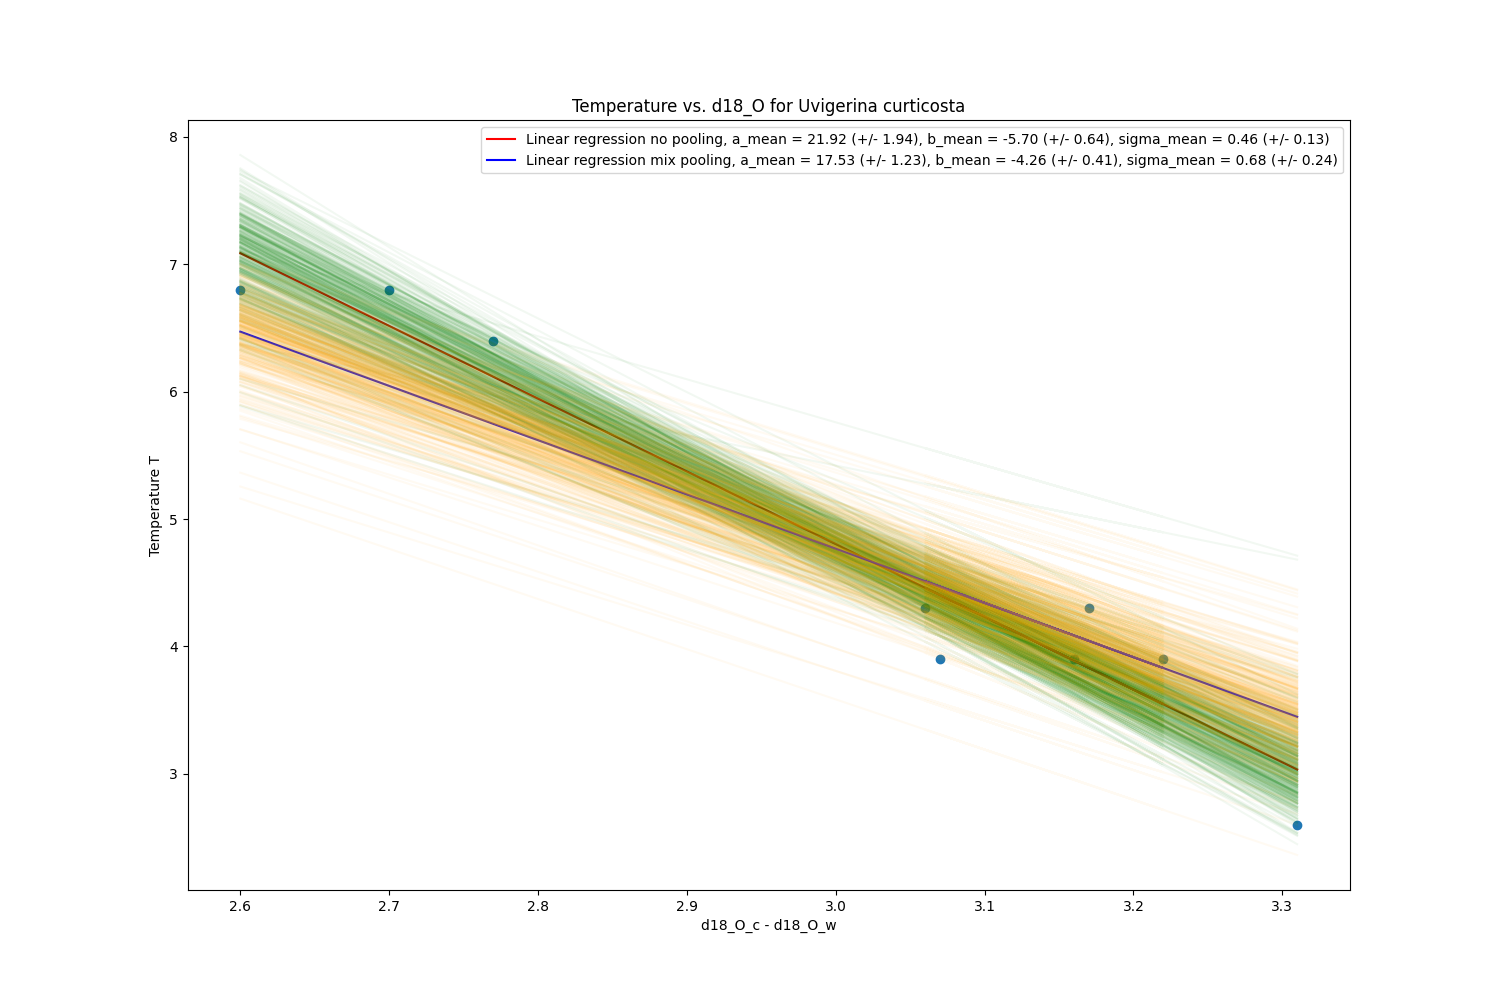 Temperature vs. d18_O for Uvigerina curticosta
Linear regression no pooling, a_mean = 21.92 (+/- 1.94), b_mean = -5.70 (+/- 0.64), sigma_mean = 0.46 (+/- 0.13)
Linear regression mix pooling, a_mean = 17.53 (+/- 1.23), b_mean = -4.26 (+/- 0.41), sigma_mean = 0.68 (+/- 0.24)
8
7
6
5
4
3
Temperature T
2.6 2.7 2.8 2.9 3.0 3.1 3.2 3.3
d18_O_c - d18_O_w